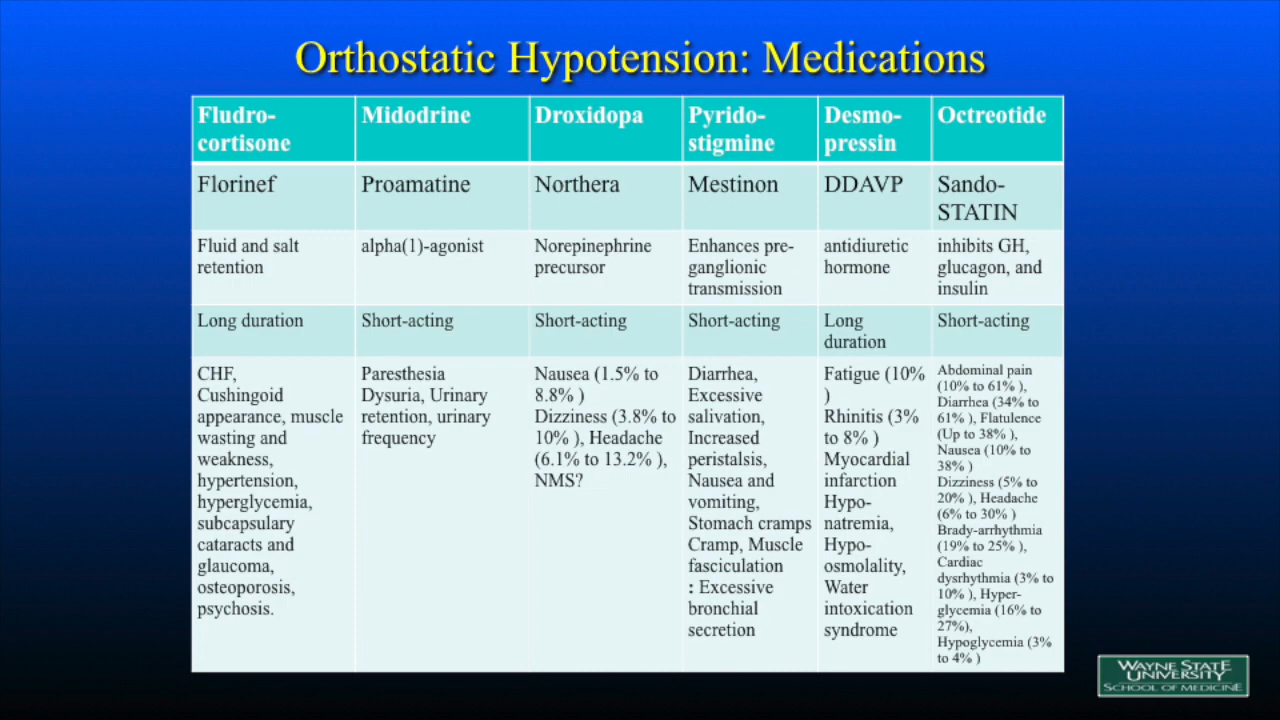 Orthostatic Hypotension: Medications
Fludro-
cortisone
Midodrine
Droxidopa
Pyrido-
stigmine
Desmo-
pressin
Octreotide
Florinef
Proamatine
Northera
Mestinon
DDAVP
Sando-
STATIN
Fluid and salt
retention
alpha(1)-agonist
Norepinephrine
precursor
Enhances pre-
ganglionic
transmission
antidiuretic
hormone
inhibits GH,
glucagon, and
insulin
Long duration
Short-acting
Short-acting
Short-acting
Long
duration
Short-acting
CHF,
Cushingoid
appearance, muscle
wasting and
weakness,
hypertension,
hyperglycemia,
subcapsulary
cataracts and
glaucoma,
osteoporosis,
psychosis.
Paresthesia
Dysuria, Urinary
retention, urinary
frequency
Nausea (1.5% to
8.8% )
Dizziness (3.8% to
10% ), Headache
(6.1% to 13.2% ),
NMS?
Diarrhea,
Excessive
salivation,
Increased
peristalsis,
Nausea and
vomiting,
Stomach cramps
Cramp, Muscle
fasciculation
: Excessive
bronchial
secretion
Fatigue (10%
)
Rhinitis (3%
to 8% )
Myocardial
infarction
Hypo-
natremia,
Hypo-
osmolality,
Water
intoxication
syndrome
Abdominal pain
(10% to 61% ),
Diarrhea (34% to
61% ), Flatulence
(Up to 38% ),
Nausea (10% to
38% )
Dizziness (5% to
20% ), Headache
(6% to 30% )
Brady-arrhythmia
(19% to 25% ),
Cardiac
dysrhythmia (3% to
10% ), Hyper-
glycemia (16% to
27%),
Hypoglycemia (3%
to 4% )
WAYNE STATE
UNIVERSITY
SCHOOL OF MEDICINE